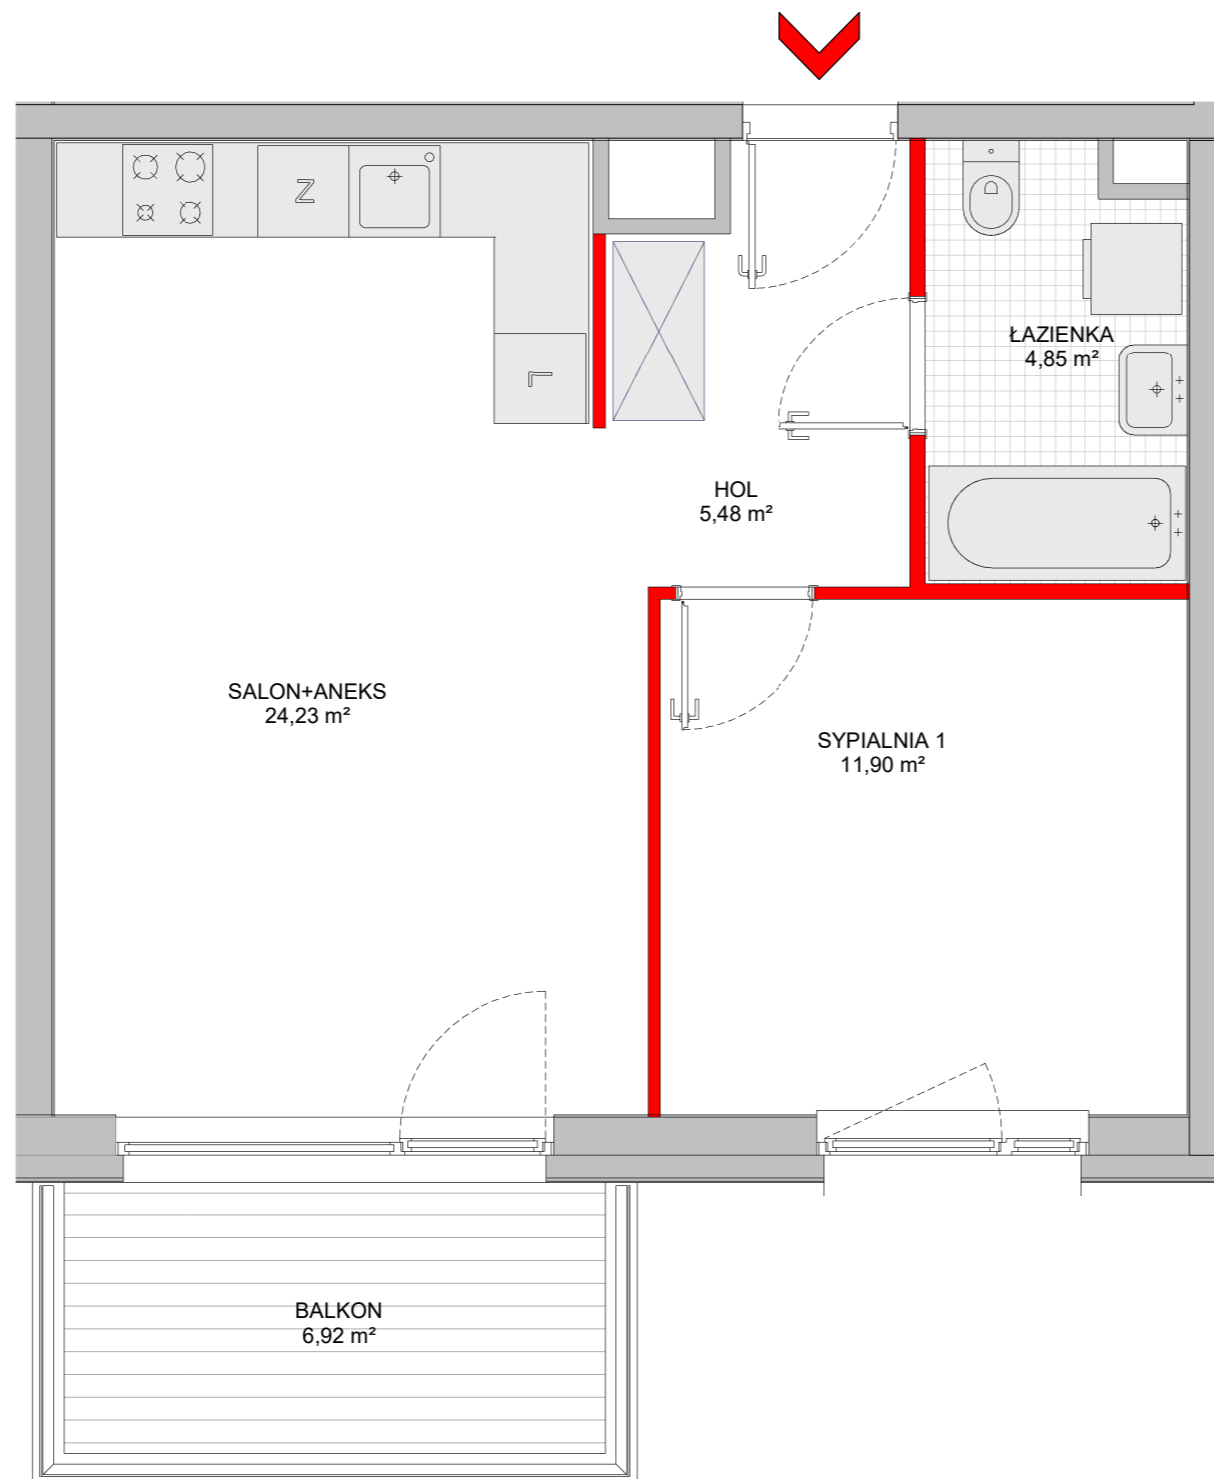 Z
L
ŁAZIENKA
4,85 m²
HOL
5,48 m²
SALON+ANEKS
24,23 m²
SYPIALNIA 1
11,90 m²
BALKON
6,92 m²